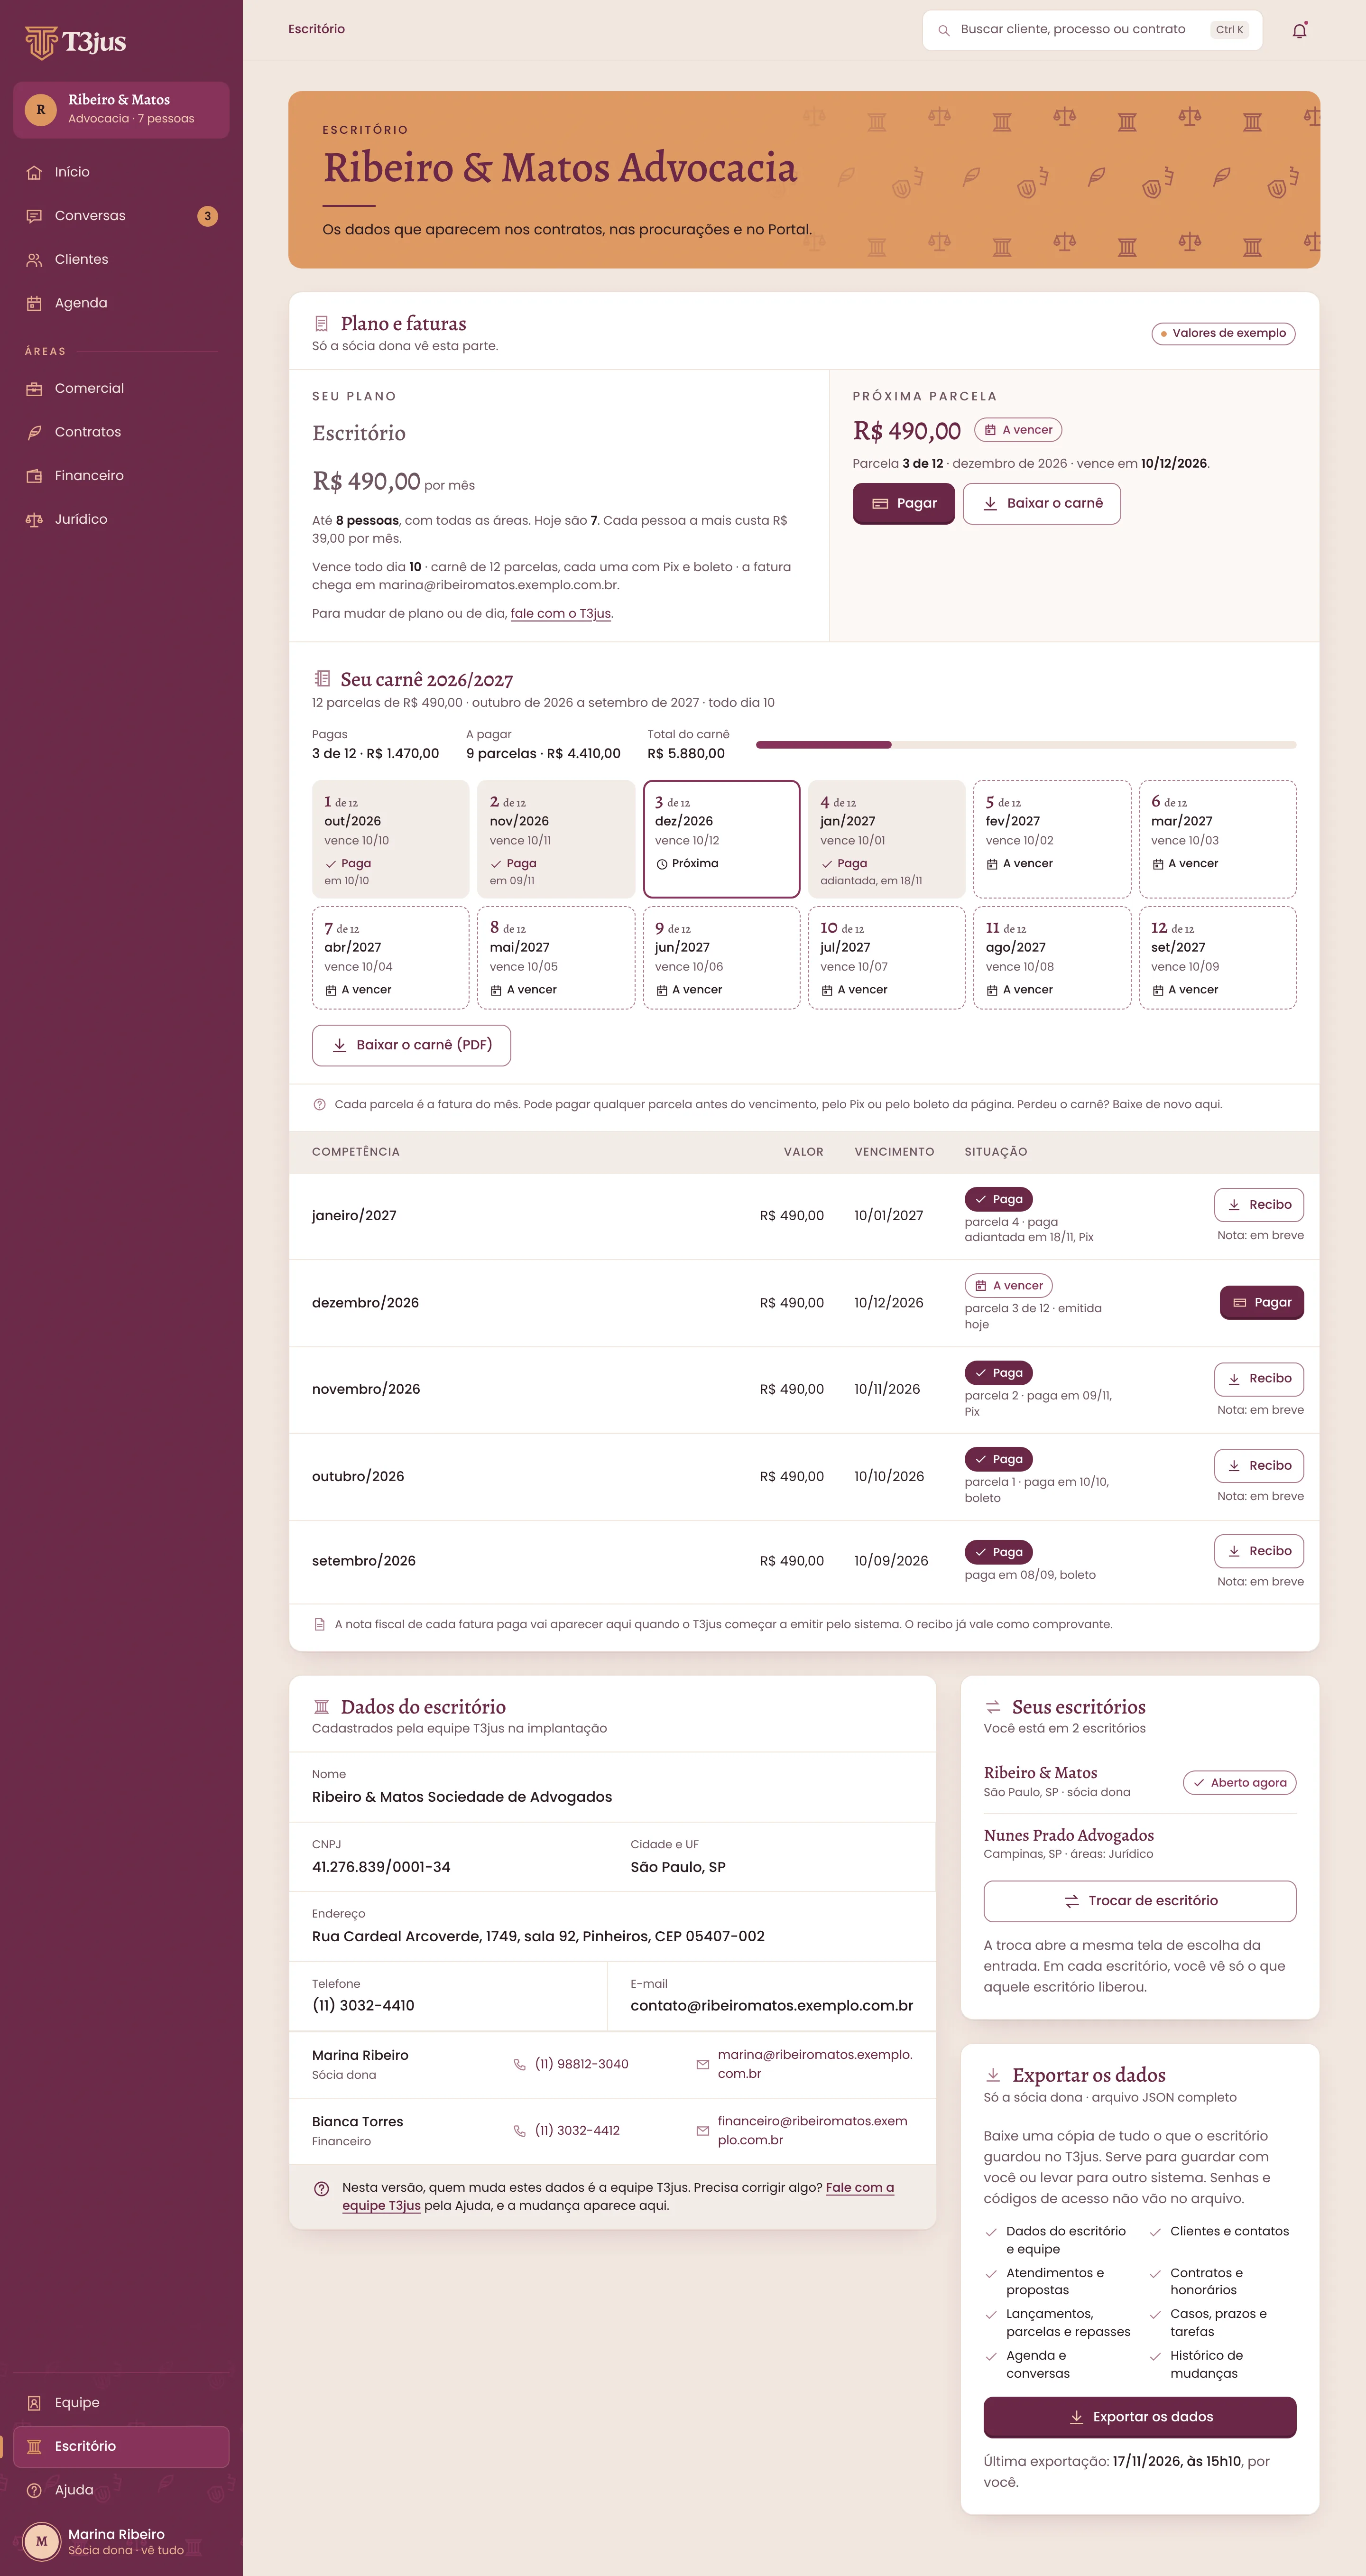 T3jus
R
Ribeiro & Matos
Advocacia · 7 pessoas
Início
Conversas
3
Clientes
Agenda
ÁREAS
Comercial
Contratos
Financeiro
Jurídico
Equipe
Escritório
Ajuda
M
Marina Ribeiro
Sócia dona · vê tudo
Escritório
Buscar cliente, processo ou contrato
Ctrl K
ESCRITÓRIO
Ribeiro & Matos Advocacia
Os dados que aparecem nos contratos, nas procurações e no Portal.
Plano e faturas
Só a sócia dona vê esta parte.
Valores de exemplo
SEU PLANO
Escritório
R$ 490,00 por mês
Até 8 pessoas, com todas as áreas. Hoje são 7. Cada pessoa a mais custa R$
39,00 por mês.
Vence todo dia 10 · carnê de 12 parcelas, cada uma com Pix e boleto · a fatura
chega em marina@ribeiromatos.exemplo.com.br.
Para mudar de plano ou de dia, fale com o T3jus.
PRÓXIMA PARCELA
R$ 490,00
A vencer
Parcela 3 de 12 · dezembro de 2026 · vence em 10/12/2026.
Pagar
Baixar o carnê
Seu carnê 2026/2027
12 parcelas de R$ 490,00 · outubro de 2026 a setembro de 2027 · todo dia 10
Pagas
3 de 12 · R$ 1.470,00
A pagar
9 parcelas · R$ 4.410,00
Total do carnê
R$ 5.880,00
1 de 12
out/2026
vence 10/10
Paga
em 10/10
2 de 12
nov/2026
vence 10/11
Paga
em 09/11
3 de 12
dez/2026
vence 10/12
Próxima
4 de 12
jan/2027
vence 10/01
Paga
adiantada, em 18/11
5 de 12
fev/2027
vence 10/02
A vencer
6 de 12
mar/2027
vence 10/03
A vencer
7 de 12
abr/2027
vence 10/04
A vencer
8 de 12
mai/2027
vence 10/05
A vencer
9 de 12
jun/2027
vence 10/06
A vencer
10 de 12
jul/2027
vence 10/07
A vencer
11 de 12
ago/2027
vence 10/08
A vencer
12 de 12
set/2027
vence 10/09
A vencer
Baixar o carnê (PDF)
Cada parcela é a fatura do mês. Pode pagar qualquer parcela antes do vencimento, pelo Pix ou pelo boleto da página. Perdeu o carnê? Baixe de novo aqui.
COMPETÊNCIA VALOR VENCIMENTO SITUAÇÃO
janeiro/2027 R$ 490,00 10/01/2027
Paga
parcela 4 · paga
adiantada em 18/11, Pix
Recibo
Nota: em breve
dezembro/2026 R$ 490,00 10/12/2026
A vencer
parcela 3 de 12 · emitida
hoje
Pagar
novembro/2026 R$ 490,00 10/11/2026
Paga
parcela 2 · paga em 09/11,
Pix
Recibo
Nota: em breve
outubro/2026 R$ 490,00 10/10/2026
Paga
parcela 1 · paga em 10/10,
boleto
Recibo
Nota: em breve
setembro/2026 R$ 490,00 10/09/2026
Paga
paga em 08/09, boleto
Recibo
Nota: em breve
A nota fiscal de cada fatura paga vai aparecer aqui quando o T3jus começar a emitir pelo sistema. O recibo já vale como comprovante.
Dados do escritório
Cadastrados pela equipe T3jus na implantação
Nome
Ribeiro & Matos Sociedade de Advogados
CNPJ
41.276.839/0001-34
Cidade e UF
São Paulo, SP
Endereço
Rua Cardeal Arcoverde, 1749, sala 92, Pinheiros, CEP 05407-002
Telefone
(11) 3032-4410
E-mail
contato@ribeiromatos.exemplo.com.br
Marina Ribeiro
Sócia dona
(11) 98812-3040
marina@ribeiromatos.exemplo.
com.br
Bianca Torres
Financeiro
(11) 3032-4412
financeiro@ribeiromatos.exem
plo.com.br
Nesta versão, quem muda estes dados é a equipe T3jus. Precisa corrigir algo? Fale com a
equipe T3jus pela Ajuda, e a mudança aparece aqui.
Seus escritórios
Você está em 2 escritórios
Ribeiro & Matos
São Paulo, SP · sócia dona
Aberto agora
Nunes Prado Advogados
Campinas, SP · áreas: Jurídico
Trocar de escritório
A troca abre a mesma tela de escolha da
entrada. Em cada escritório, você vê só o que
aquele escritório liberou.
Exportar os dados
Só a sócia dona · arquivo JSON completo
Baixe uma cópia de tudo o que o escritório
guardou no T3jus. Serve para guardar com
você ou levar para outro sistema. Senhas e
códigos de acesso não vão no arquivo.
Dados do escritório
e equipe
Clientes e contatos
Atendimentos e
propostas
Contratos e
honorários
Lançamentos,
parcelas e repasses
Casos, prazos e
tarefas
Agenda e
conversas
Histórico de
mudanças
Exportar os dados
Última exportação: 17/11/2026, às 15h10, por
você.